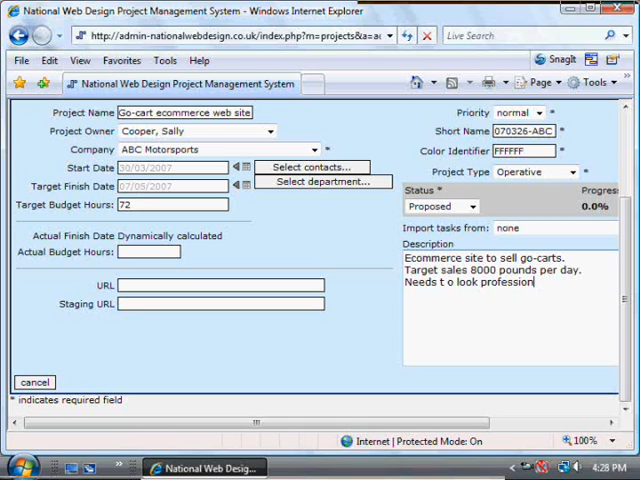 National Web Design Project Management System - Windows Internet Explorer
http://admin-nationalwebdesign.co.uk/index.php?m=projects&a=ac
Live Search
File Edit View Favorites Tools Help
SnagIt
National Web Design Project Management System
Page Tools
Project Name Go-cart ecommerce web site
Priority normal *
Project Owner Cooper, Sally
Short Name 070326-ABC *
Company ABC Motorsports *
Color Identifier FFFFFF *
Start Date 30/03/2007 Select contacts...
Project Type Operative *
Target Finish Date 07/05/2007 Select department...
Status * Progres
Target Budget Hours: 72
Proposed 0.0%
Import tasks from: none
Actual Finish Date Dynamically calculated
Description
Actual Budget Hours:
Ecommerce site to sell go-carts.
Target sales 8000 pounds per day.
Needs t o look profession
URL
Staging URL
cancel
* indicates required field
Internet | Protected Mode: On 100%
National Web Desig... 4:28 PM